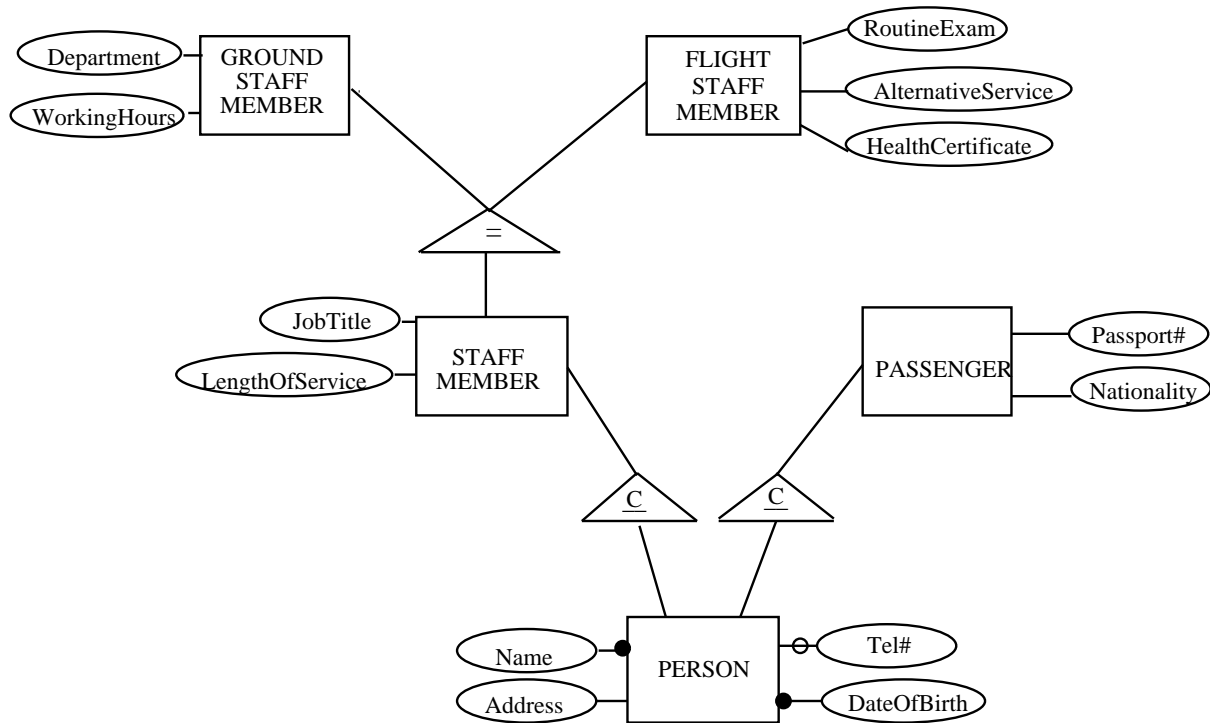 Department
WorkingHours
GROUND
STAFF
MEMBER
FLIGHT
STAFF
MEMBER
RoutineExam
AlternativeService
HealthCertificate
=
JobTitle
LengthOfService
STAFF
MEMBER
PASSENGER
Passport#
Nationality
C
C
Name
Address
PERSON
Tel#
DateOfBirth